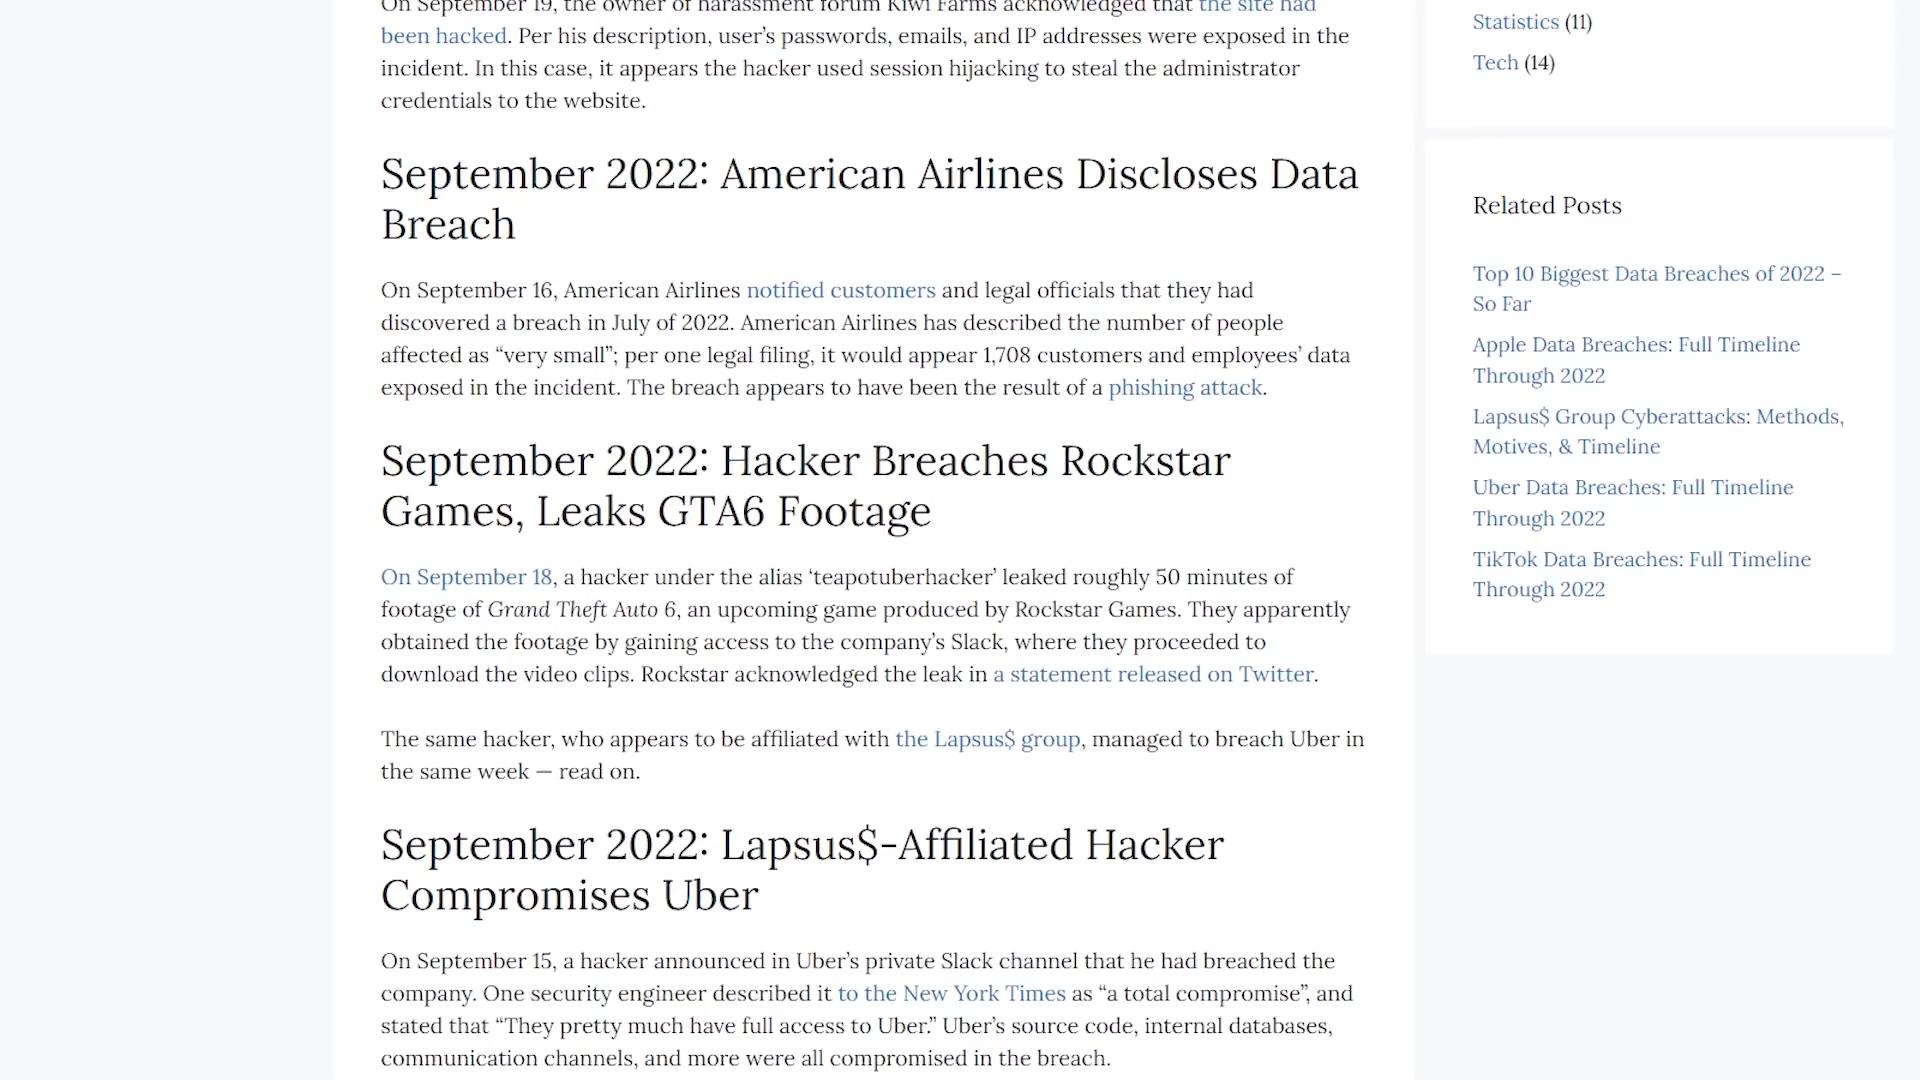 On September 19, the owner of harassment forum Kiwi Farms acknowledged that the site had
been hacked. Per his description, user’s passwords, emails, and IP addresses were exposed in the
incident. In this case, it appears the hacker used session hijacking to steal the administrator
credentials to the website.
September 2022: American Airlines Discloses Data
Breach
On September 16, American Airlines notified customers and legal officials that they had
discovered a breach in July of 2022. American Airlines has described the number of people
affected as “very small”; per one legal filing, it would appear 1,708 customers and employees’ data
exposed in the incident. The breach appears to have been the result of a phishing attack.
September 2022: Hacker Breaches Rockstar
Games, Leaks GTA6 Footage
On September 18, a hacker under the alias ‘teapotuberhacker’ leaked roughly 50 minutes of
footage of Grand Theft Auto 6, an upcoming game produced by Rockstar Games. They apparently
obtained the footage by gaining access to the company’s Slack, where they proceeded to
download the video clips. Rockstar acknowledged the leak in a statement released on Twitter.
The same hacker, who appears to be affiliated with the Lapsus$ group, managed to breach Uber in
the same week — read on.
September 2022: Lapsus$-Affiliated Hacker
Compromises Uber
On September 15, a hacker announced in Uber’s private Slack channel that he had breached the
company. One security engineer described it to the New York Times as “a total compromise”, and
stated that “They pretty much have full access to Uber.” Uber’s source code, internal databases,
communication channels, and more were all compromised in the breach.
Statistics (11)
Tech (14)
Related Posts
Top 10 Biggest Data Breaches of 2022 –
So Far
Apple Data Breaches: Full Timeline
Through 2022
Lapsus$ Group Cyberattacks: Methods,
Motives, & Timeline
Uber Data Breaches: Full Timeline
Through 2022
TikTok Data Breaches: Full Timeline
Through 2022